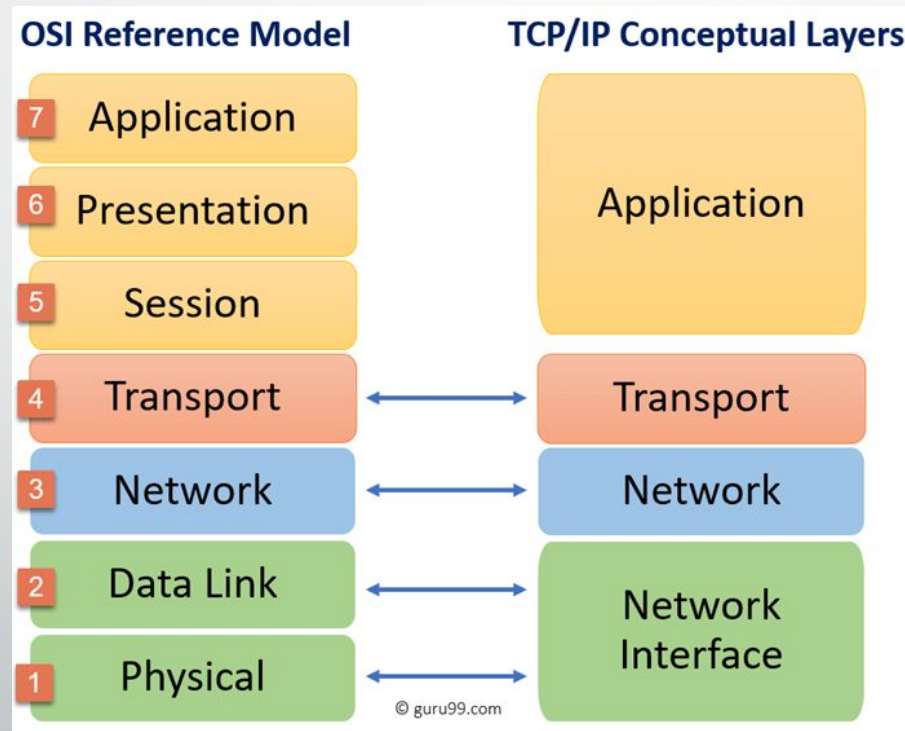 OSI Reference Model
TCP/IP Conceptual Layers
7 Application
6 Presentation
5 Session
4 Transport
3 Network
2 Data Link
1 Physical
Application
Transport
Network
Network
Interface
© guru99.com